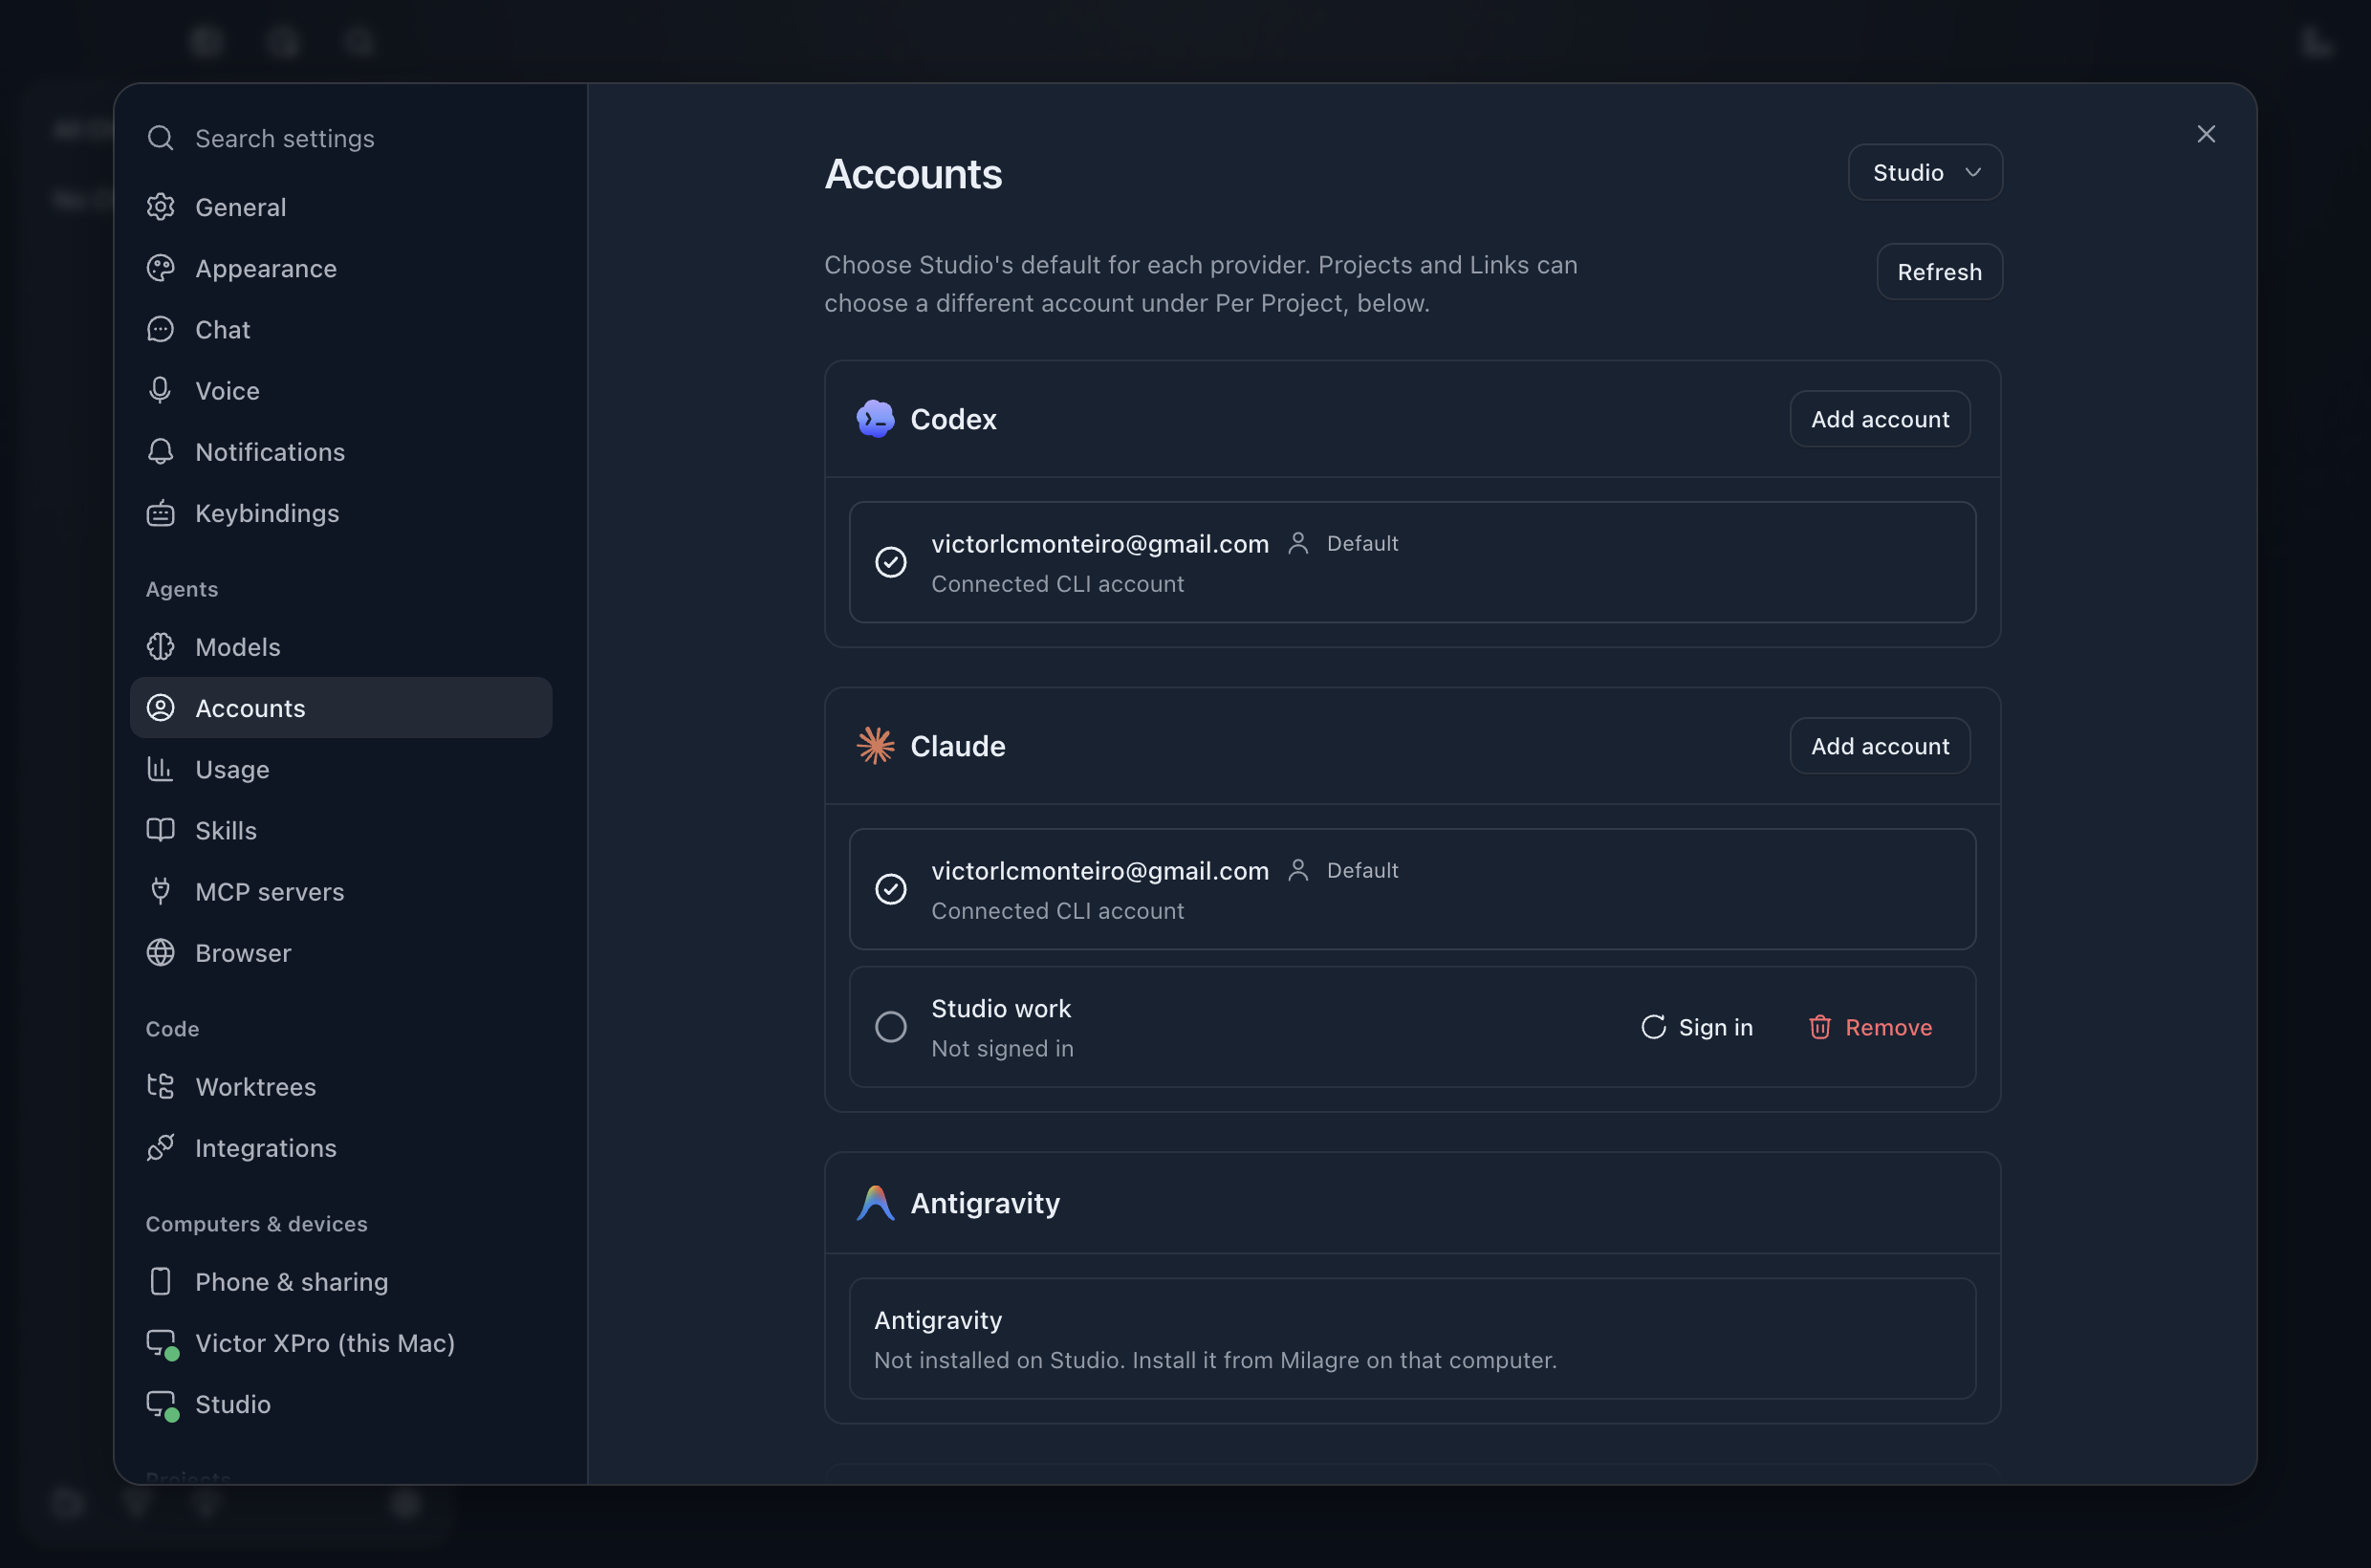 Search settings
General
Appearance
Chat
Voice
Notifications
Keybindings
Agents
Models
Accounts
Usage
Skills
MCP servers
Browser
Code
Worktrees
Integrations
Computers & devices
Phone & sharing
Victor XPro (this Mac)
Studio
Projects
Accounts
Studio
Choose Studio's default for each provider. Projects and Links can
choose a different account under Per Project, below.
Refresh
Codex
Add account
victorlcmonteiro@gmail.com Default
Connected CLI account
Claude
Add account
victorlcmonteiro@gmail.com Default
Connected CLI account
Studio work
Not signed in
Sign in
Remove
Antigravity
Antigravity
Not installed on Studio. Install it from Milagre on that computer.